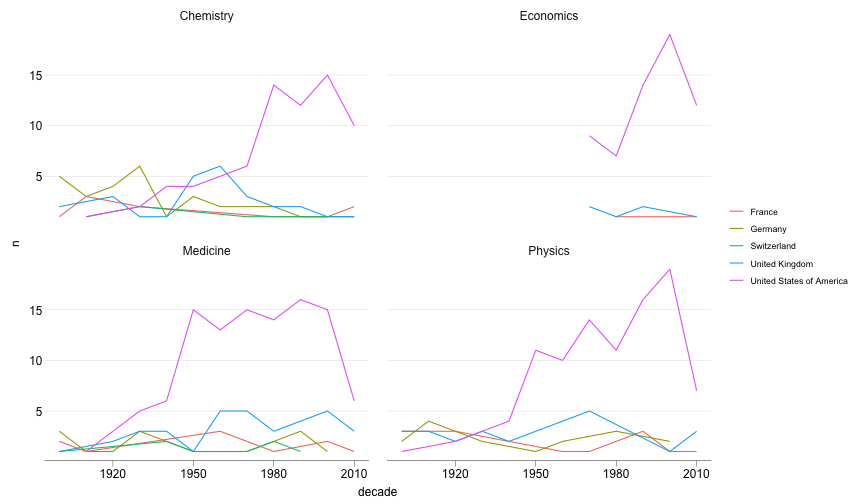 Chemistry
Economics
15
10
5
n
Medicine
Physics
15
10
5
1920 1950 1980 2010
1920 1950 1980 2010
decade
France
Germany
Switzerland
United Kingdom
United States of America